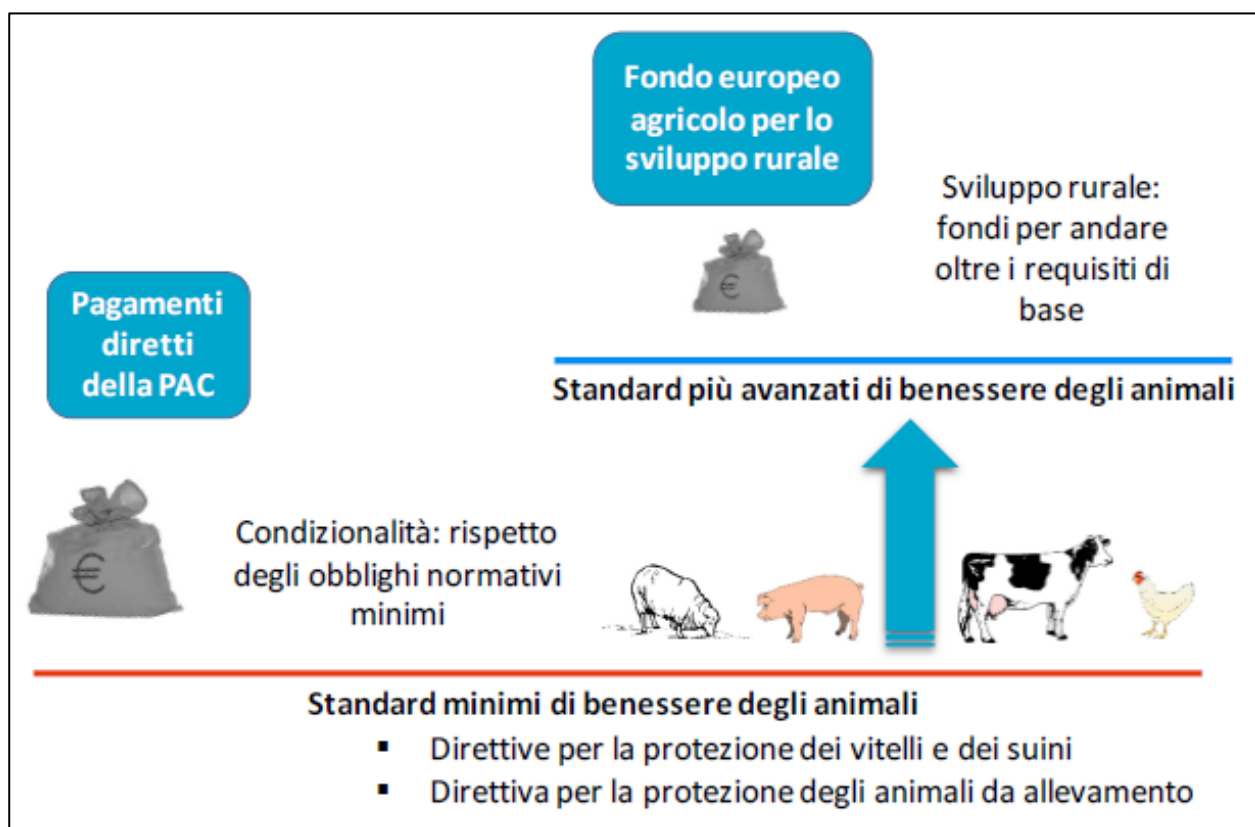 Fondo europeo
agricolo per lo
sviluppo rurale
Sviluppo rurale:
fondi per andare
oltre i requisiti di
base
€
Pagamenti
diretti
della PAC
Standard più avanzati di benessere degli animali
€
Condizionalità: rispetto
degli obblighi normativi
minimi
Standard minimi di benessere degli animali
▪ Direttive per la protezione dei vitelli e dei suini
▪ Direttiva per la protezione degli animali da allevamento